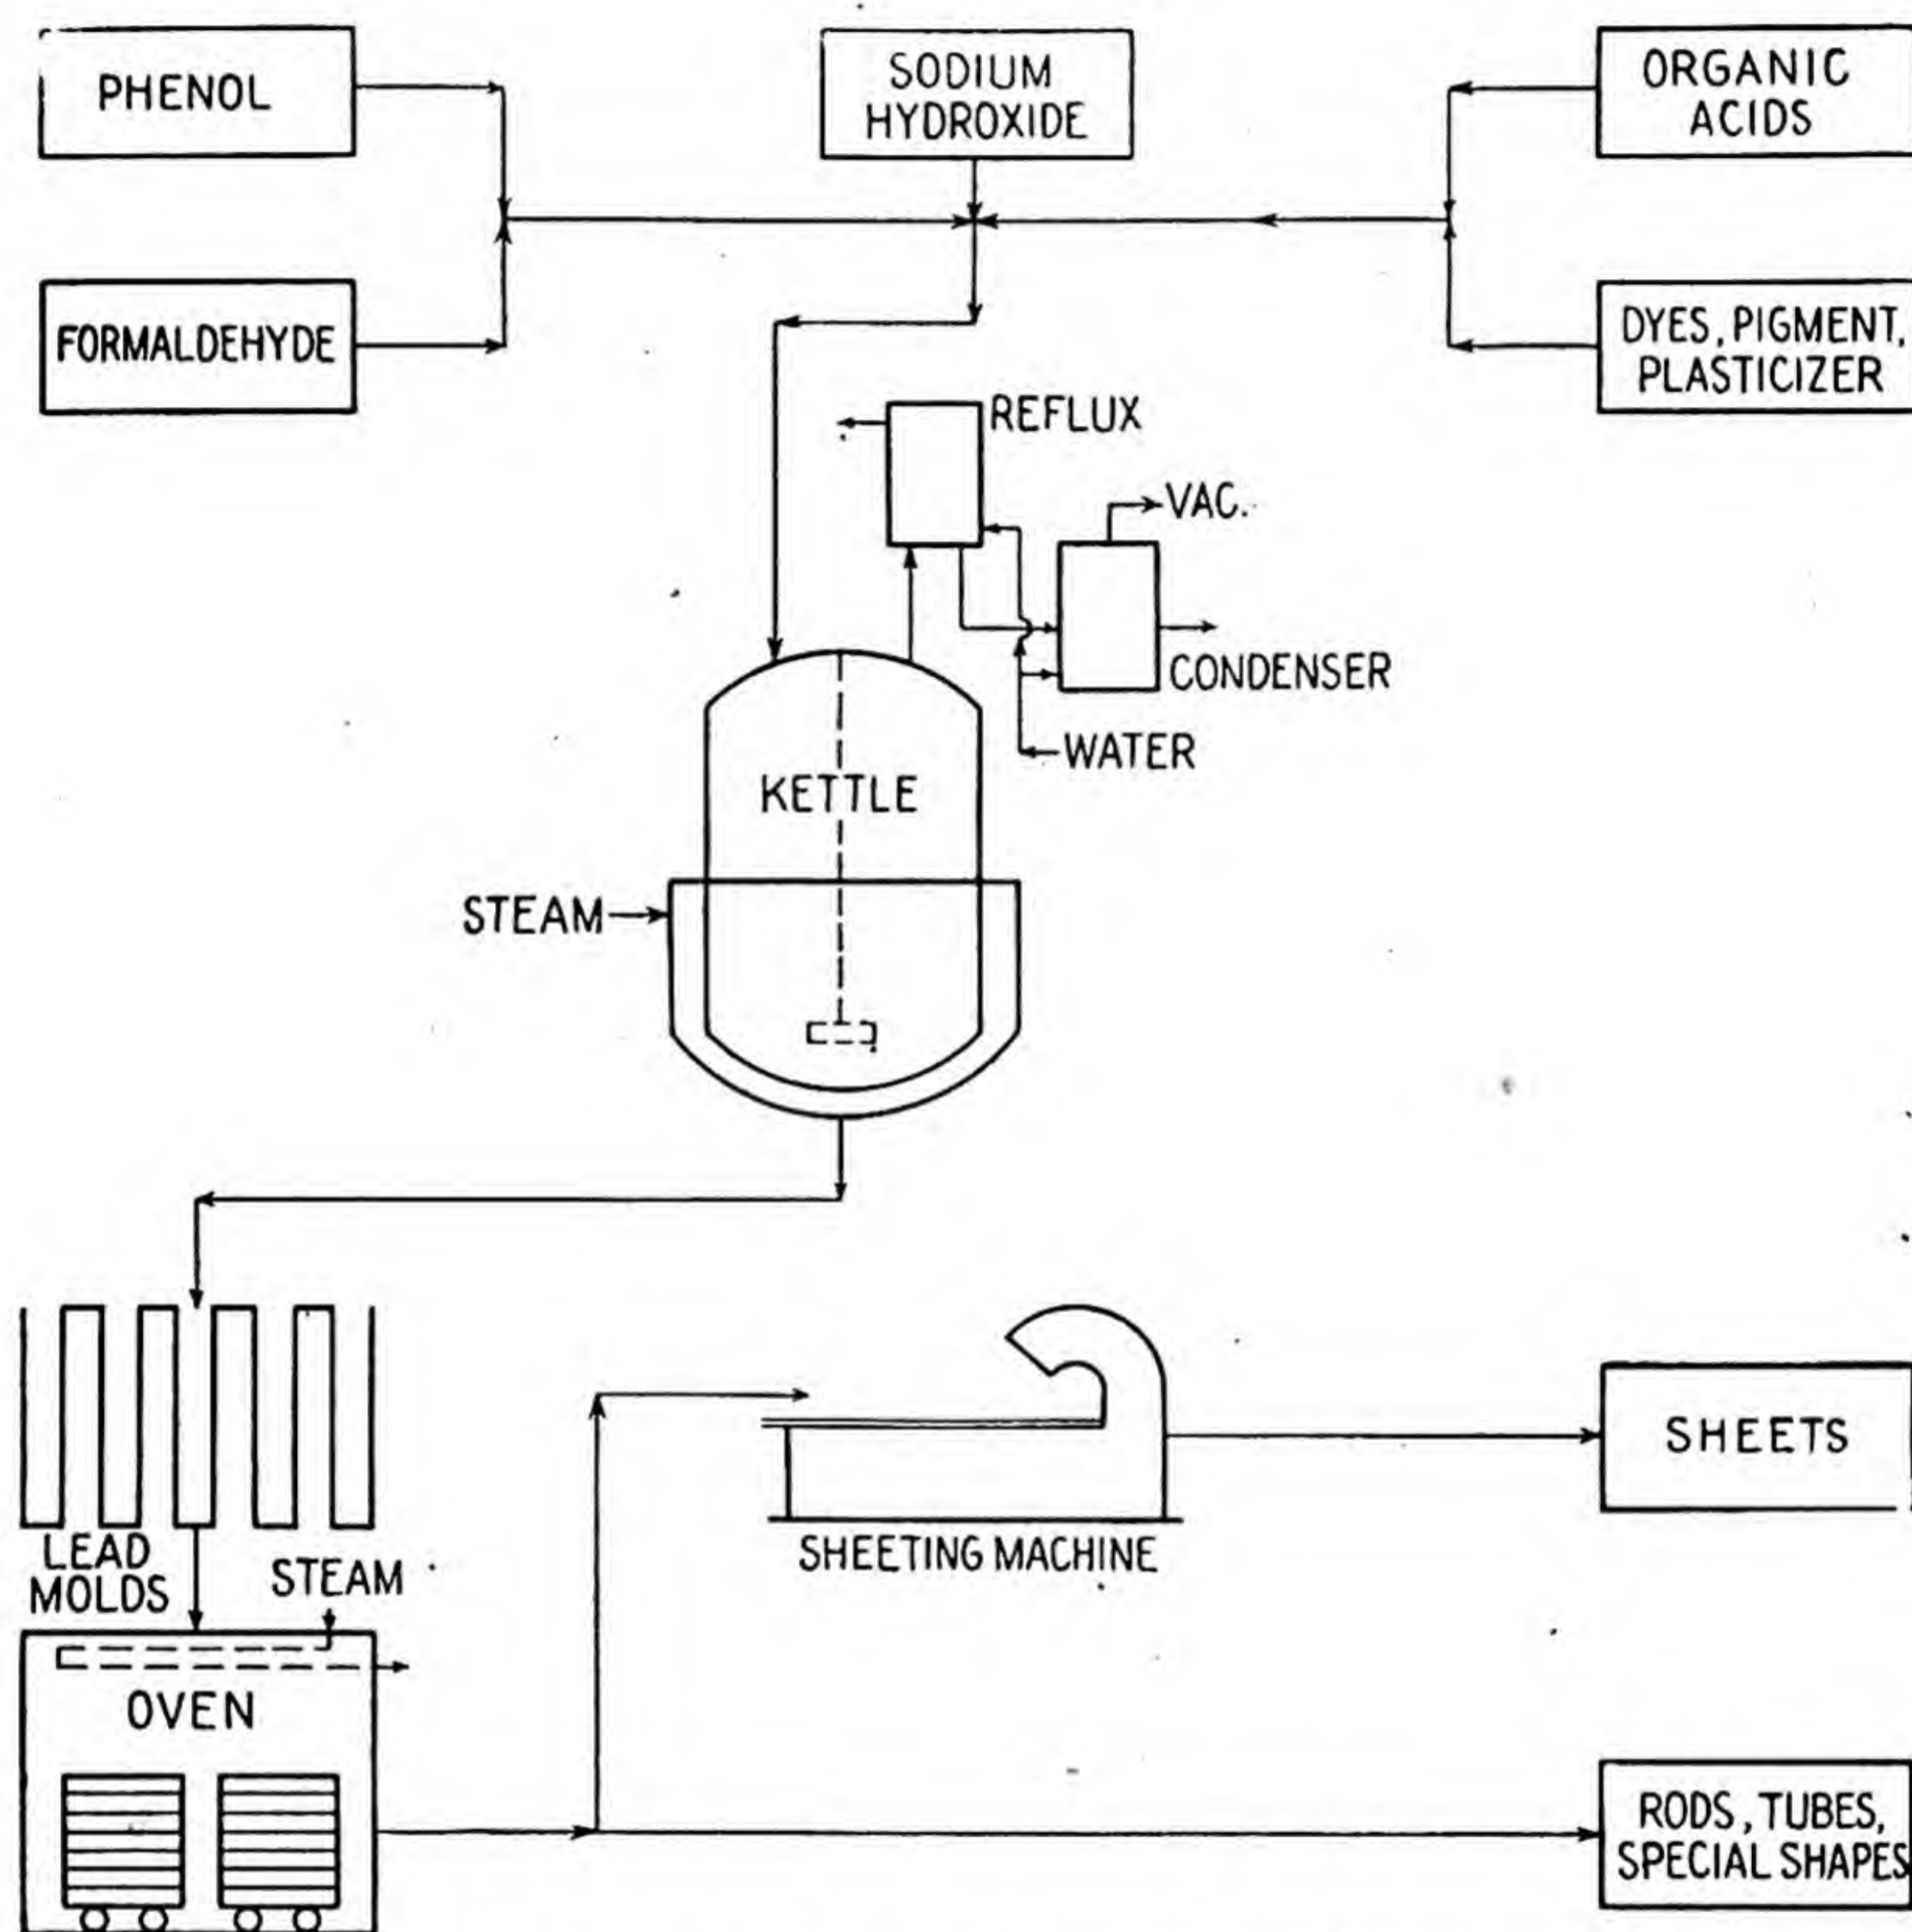 PHENOL
SODIUM
HYDROXIDE
ORGANIC
ACIDS
FORMALDEHYDE
DYES, PIGMENT,
PLASTICIZER
REFLUX
VAC.
CONDENSER
WATER
KETTLE
STEAM
LEAD
MOLDS
STEAM
OVEN
SHEETING MACHINE
SHEETS
RODS, TUBES,
SPECIAL SHAPES